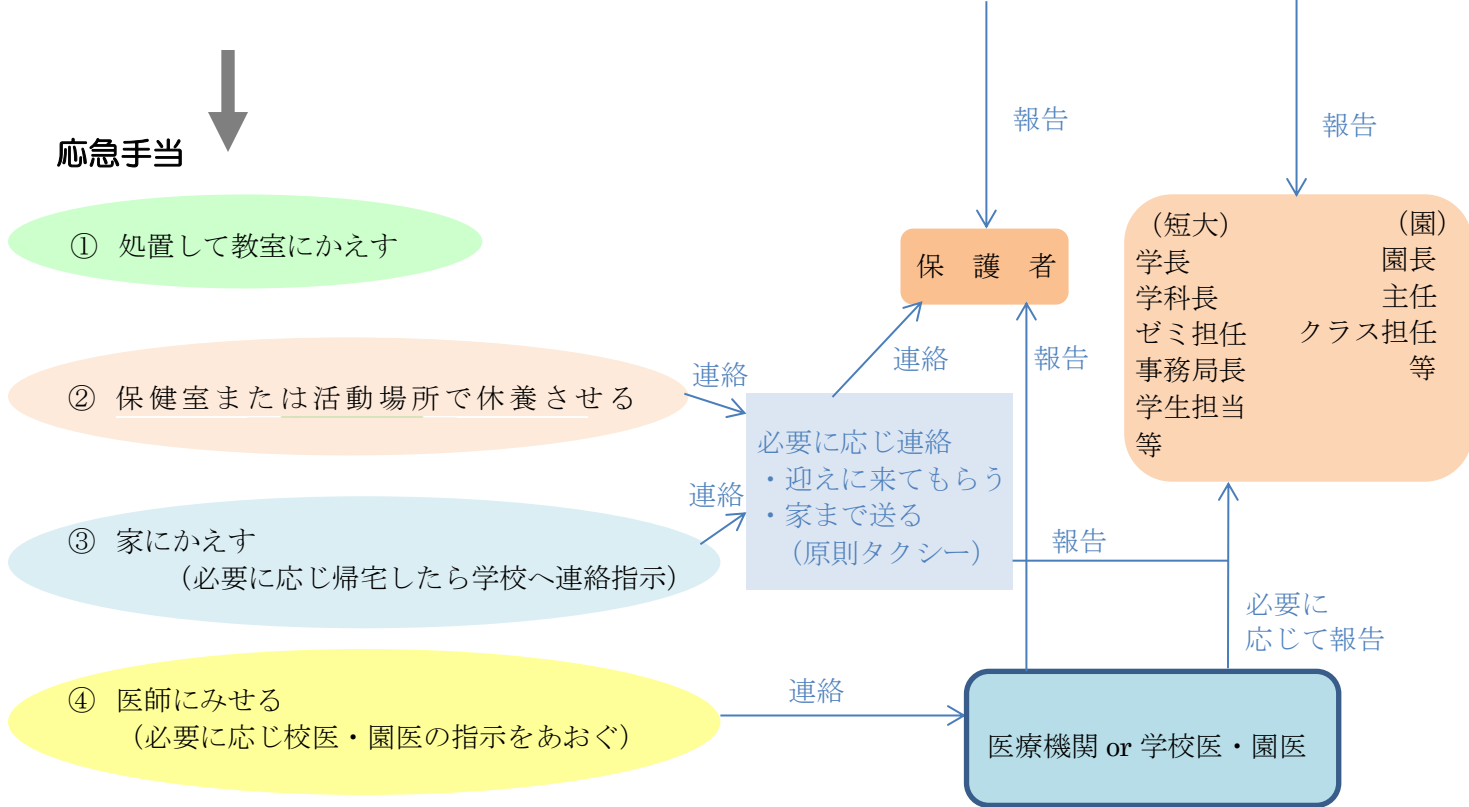 報告
報告
応急手当
① 処置して教室にかえす
保 護 者
（短大）
学長
学科長
ゼミ担任
事務局長
学生担当
等
（園）
園長
主任
クラス担任
等
② 保健室または活動場所で休養させる
連絡
連絡
報告
必要に応じ連絡
・迎えに来てもらう
・家まで送る
（原則タクシー）
連絡
③ 家にかえす
（必要に応じ帰宅したら学校へ連絡指示）
報告
必要に
応じて報告
④ 医師にみせる
（必要に応じ校医・園医の指示をあおぐ）
連絡
医療機関 or 学校医・園医